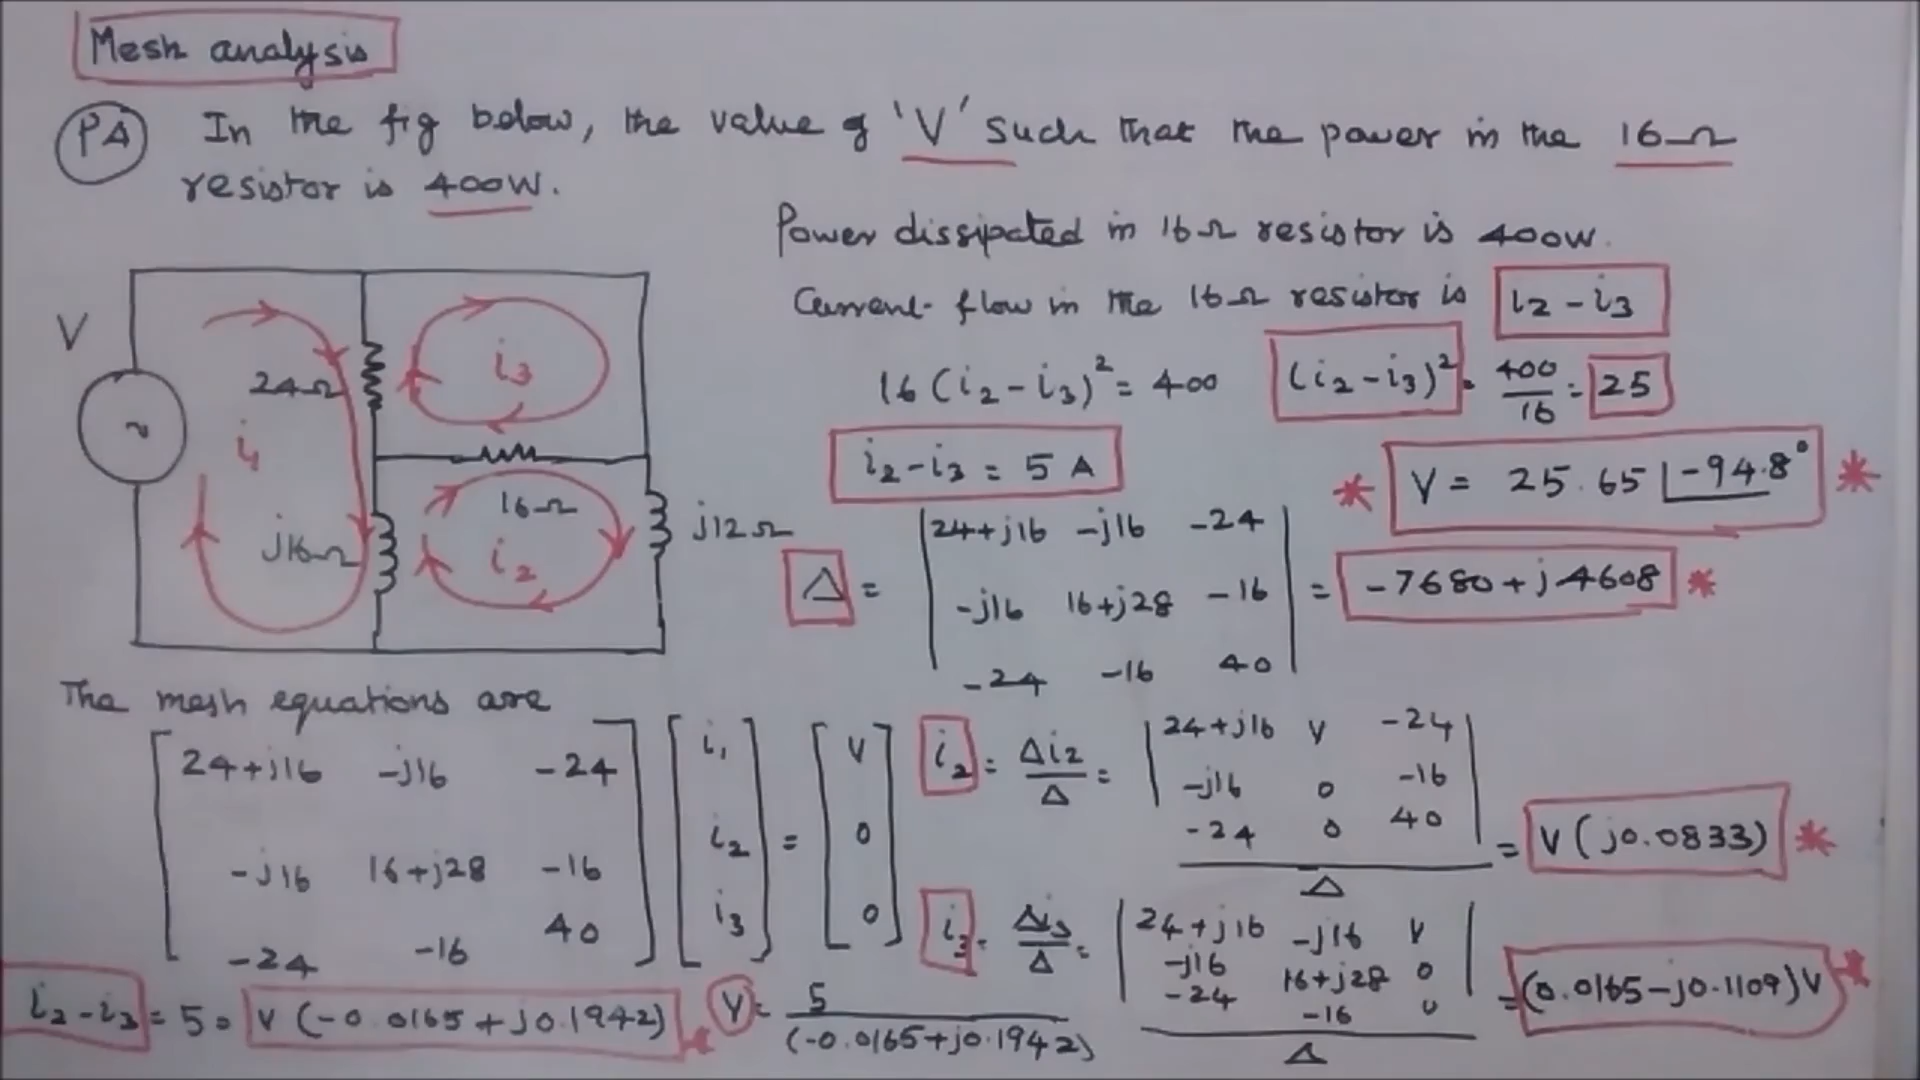 Mesh analysis
P4 In the fig below, the value of 'V' such that the power in the 16Ω
resistor is 400W.
Power dissipated in 16Ω resistor is 400W.
Current flow in the 16Ω resistor is i2 - i3
16 (i2 - i3)² = 400 (i2 - i3)² = 400/16 = 25
i2 - i3 = 5 A
V = 25.65 ∠-94.8°
V
24Ω
i1
i3
16Ω
j16Ω
i2
j12Ω
Δ = | 24+j16 -j16 -24 |
| -j16 16+j28 -16 | = -7680 + j4608
| -24 -16 40 |
The mesh equations are
[ 24+j16 -j16 -24 ] [ i1 ] [ V ]
[ -j16 16+j28 -16 ] [ i2 ] = [ 0 ]
[ -24 -16 40 ] [ i3 ] [ 0 ]
i2 = Δi2/Δ = | 24+j16 V -24 |
| -j16 0 -16 |
| -24 0 40 |
Δ
= V (j0.0833)
i3 = Δi3/Δ = | 24+j16 -j16 V |
| -j16 16+j28 0 |
| -24 -16 0 |
Δ
= (0.0165 - j0.1109) V
i2 - i3 = 5 = V (-0.0165 + j0.1942)
V = 5
(-0.0165 + j0.1942)